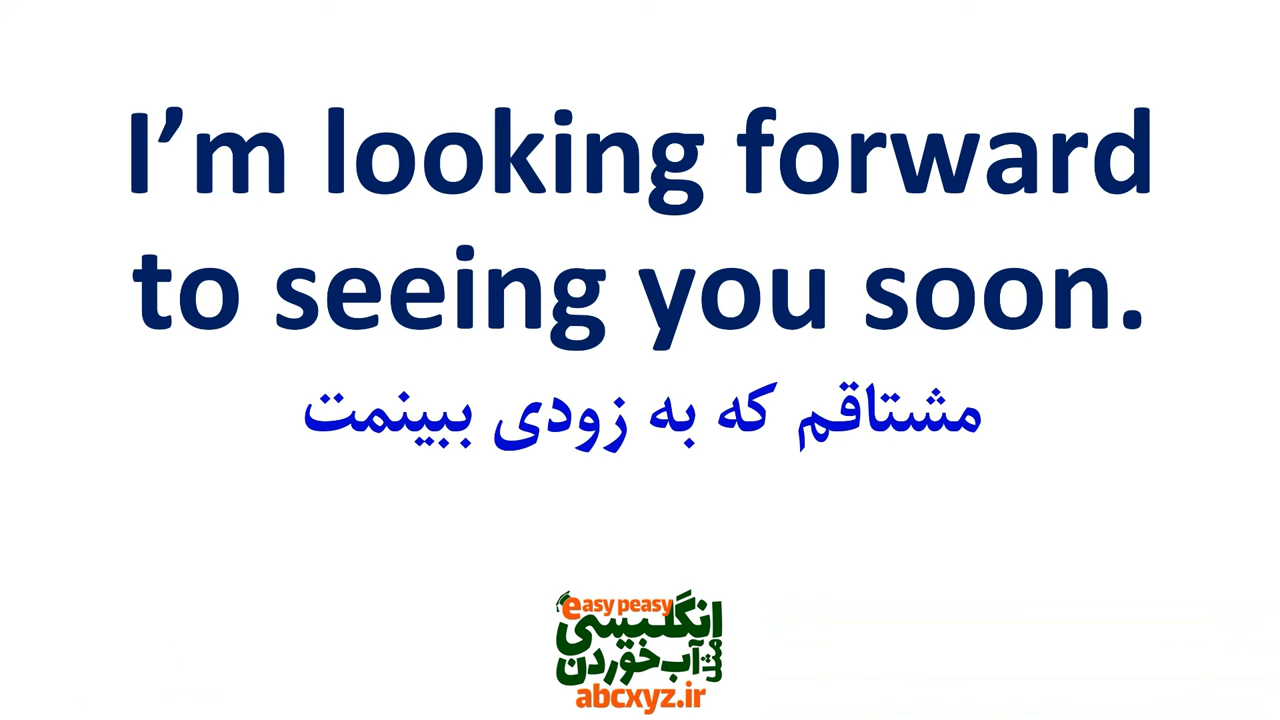 I’m looking forward
to seeing you soon.
مشتاقم که به زودی ببینمت
easy peasy
انگلیسی
مثل آب خوردن
abcxyz.ir